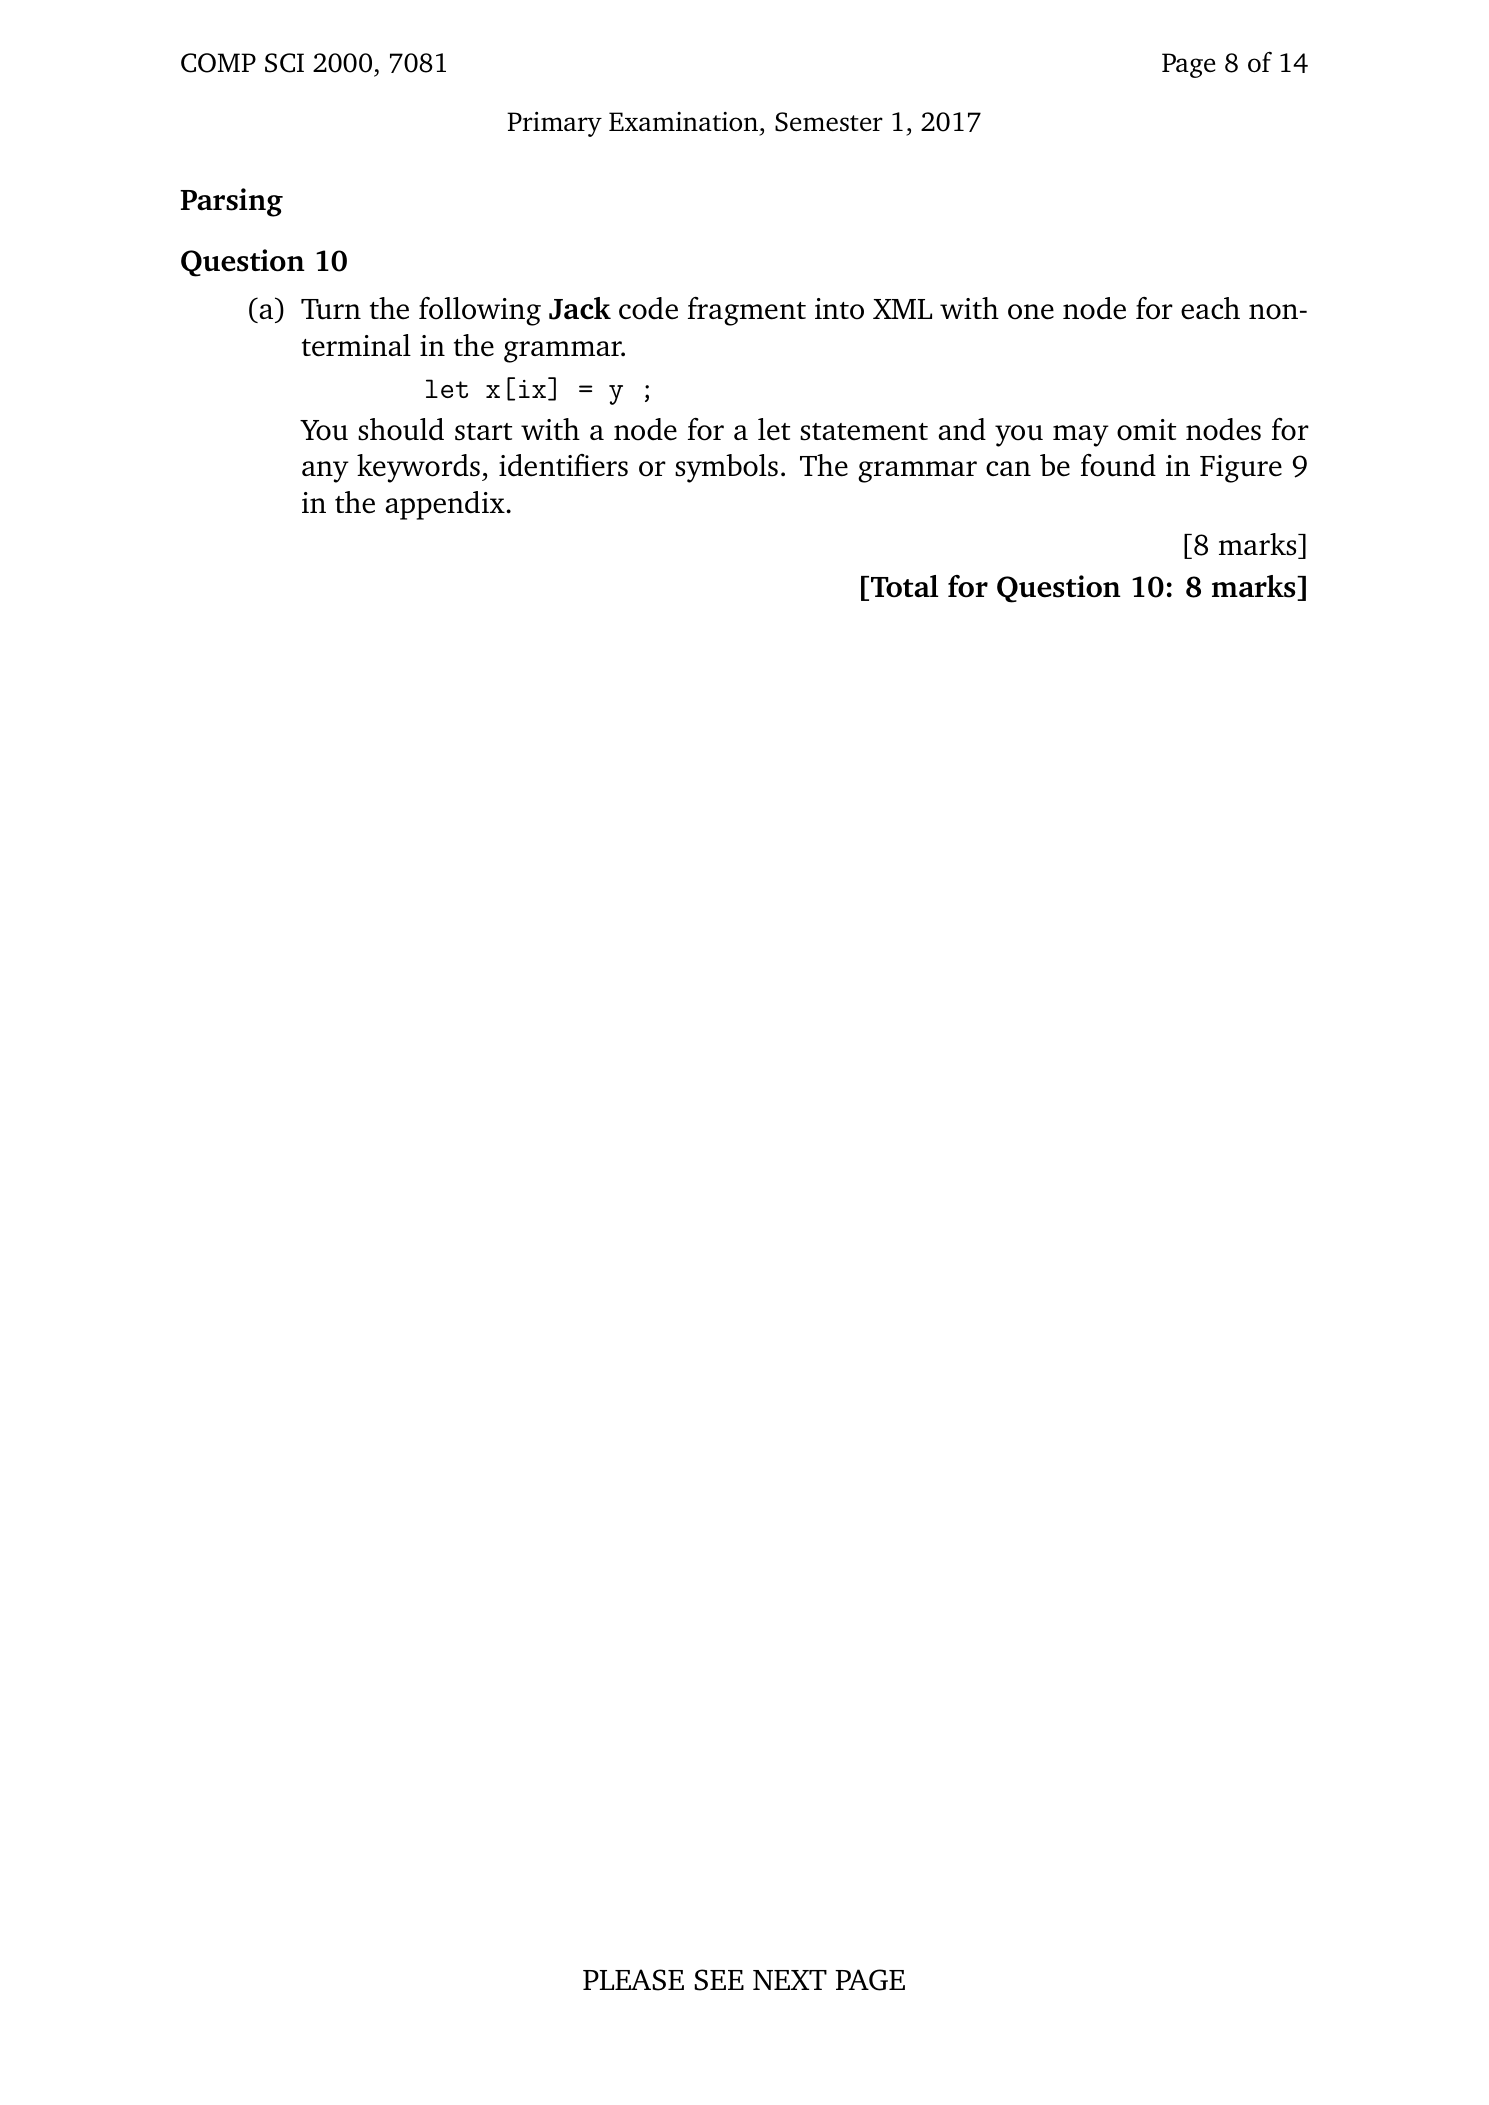 COMP SCI 2000, 7081 Page 8 of 14
Primary Examination, Semester 1, 2017
Parsing
Question 10
(a) Turn the following Jack code fragment into XML with one node for each non-
terminal in the grammar.
let x[ix] = y ;
You should start with a node for a let statement and you may omit nodes for
any keywords, identifiers or symbols. The grammar can be found in Figure 9
in the appendix.
[8 marks]
[Total for Question 10: 8 marks]
PLEASE SEE NEXT PAGE